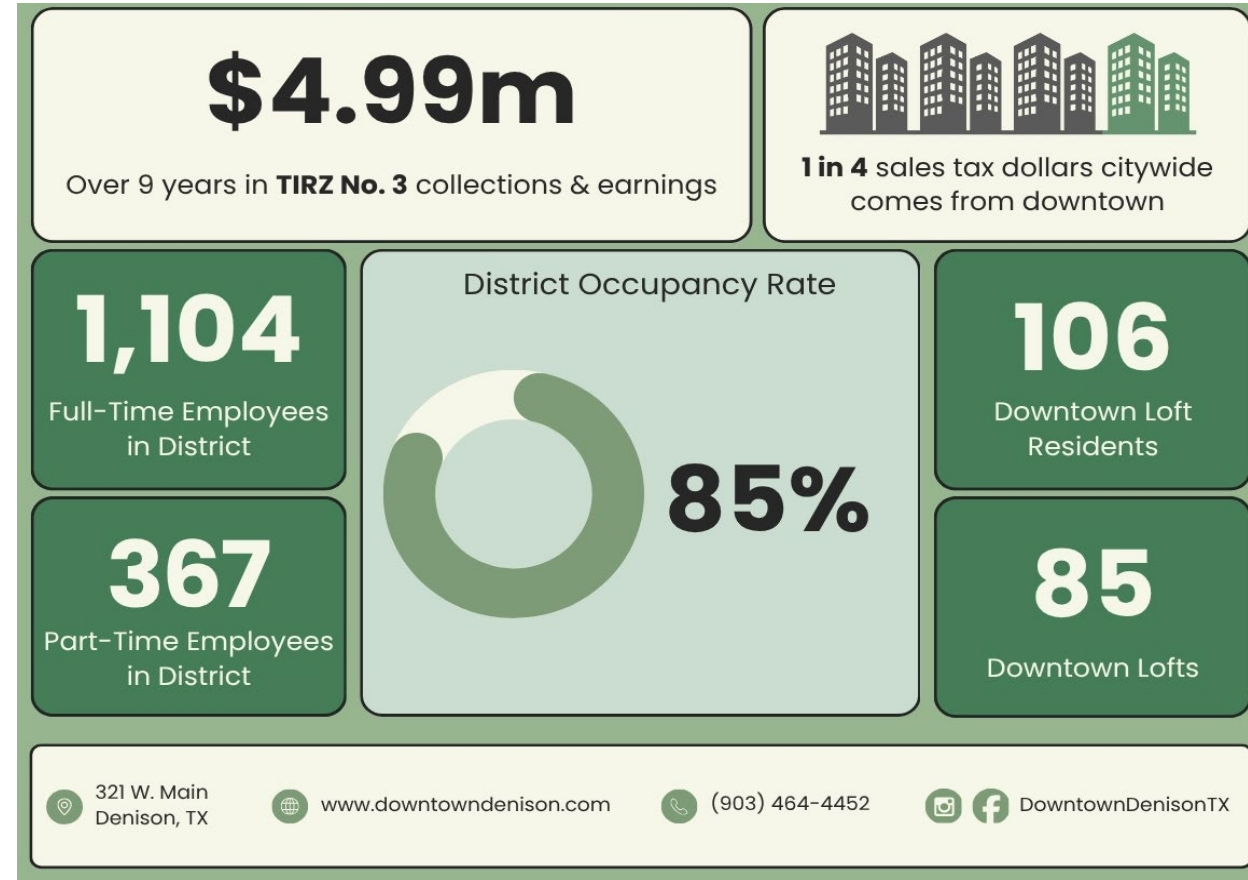 $4.99m
Over 9 years in TIRZ No. 3 collections & earnings
1 in 4 sales tax dollars citywide
comes from downtown
1,104
Full-Time Employees
in District
367
Part-Time Employees
in District
District Occupancy Rate
85%
106
Downtown Loft
Residents
85
Downtown Lofts
321 W. Main
Denison, TX
www.downtowndenison.com
(903) 464-4452
DowntownDenisonTX